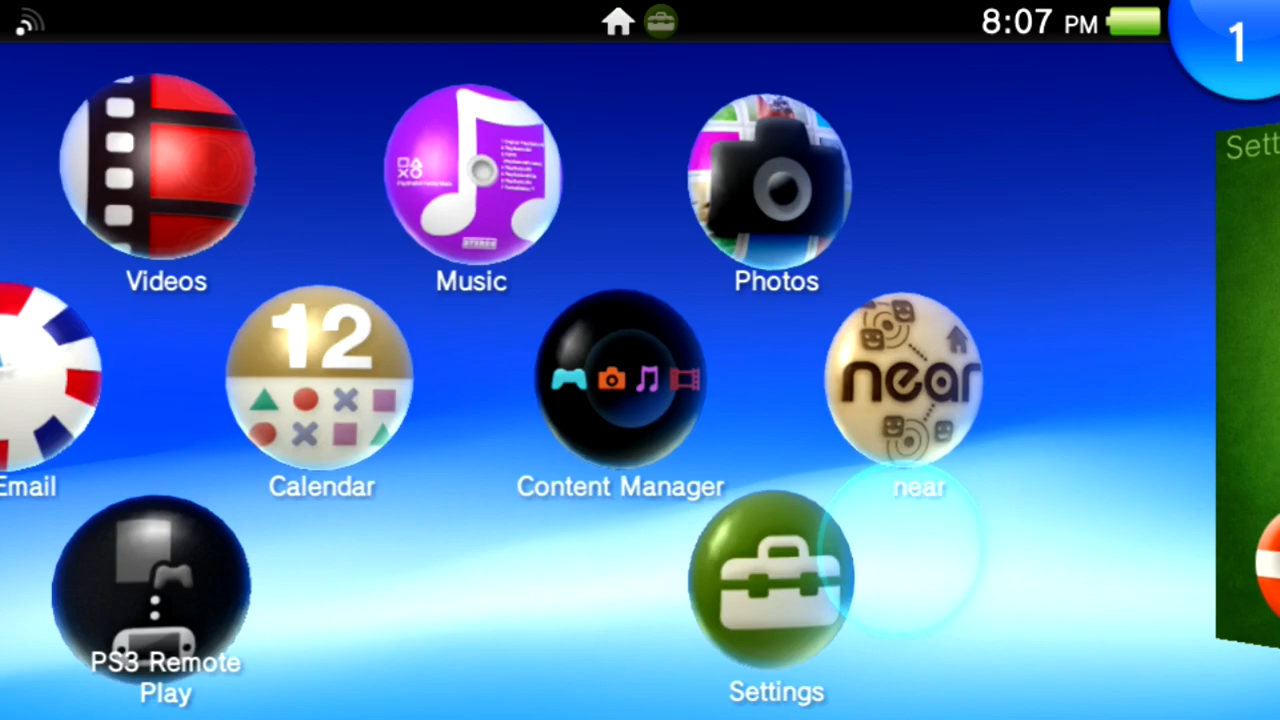 8:07 PM
1
Sett
Videos
Music
STEREO
Photos
12
near
Email
Calendar
Content Manager
near
PS3 Remote
Play
Settings